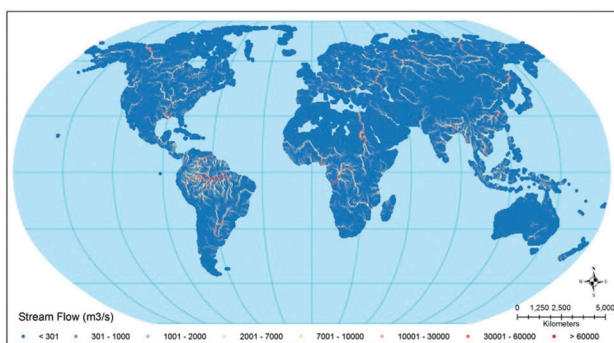 N
W E
S
Stream Flow (m3/s)
0 1,250 2,500 5,000
Kilometers
< 301 301 - 1000 1001 - 2000 2001 - 7000 7001 - 10000 10001 - 30000 30001 - 60000 > 60000